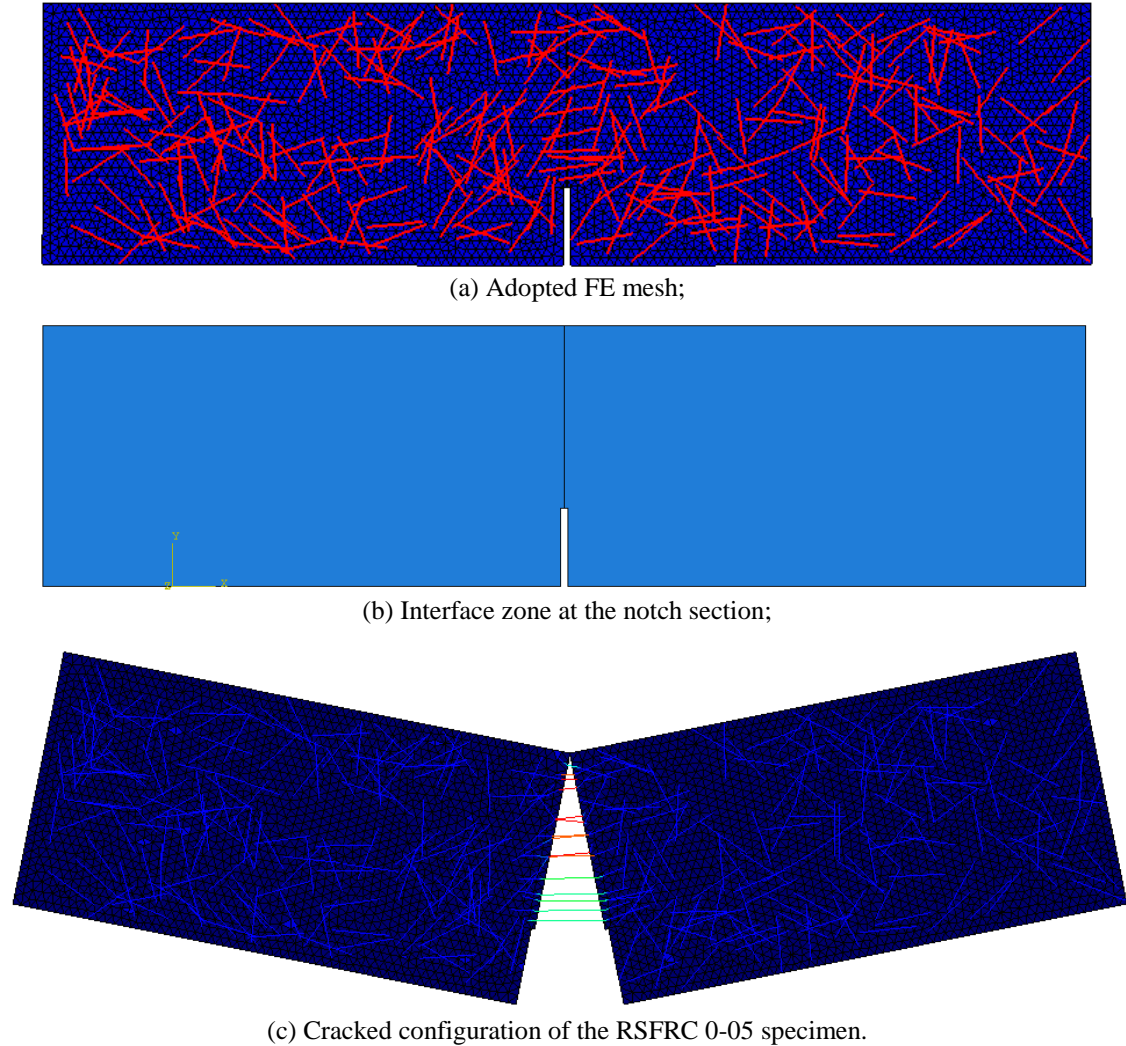 (a) Adopted FE mesh;
Y
Z X
(b) Interface zone at the notch section;
(c) Cracked configuration of the RSFRC 0-05 specimen.